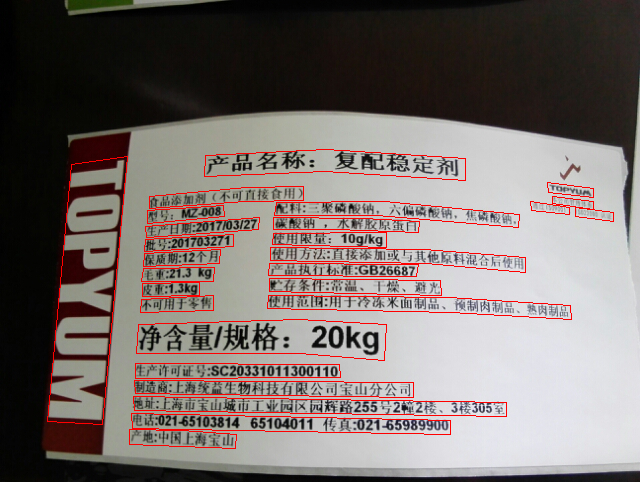 TOPYUM
产品名称：复配稳定剂
TOPYUM
食品添加剂（不可直接食用）
型号：MZ-008
生产日期:2017/03/27
批号:201703271
保质期:12个月
毛重:21.3 kg
皮重:1.3kg
不可用于零售
配料:三聚磷酸钠，六偏磷酸钠，焦磷酸钠，
碳酸钠，水解胶原蛋白
使用限量：10g/kg
使用方法:直接添加或与其他原料混合后使用
产品执行标准:GB26687
贮存条件:常温、干燥、避光
使用范围:用于冷冻米面制品、预制肉制品、熟肉制品
净含量/规格：20kg
生产许可证号:SC20331011300110
制造商:上海统益生物科技有限公司宝山分公司
地址:上海市宝山城市工业园区园辉路255号2幢2楼、3楼305室
电话:021-65103814 65104011 传真:021-65989900
产地:中国上海宝山